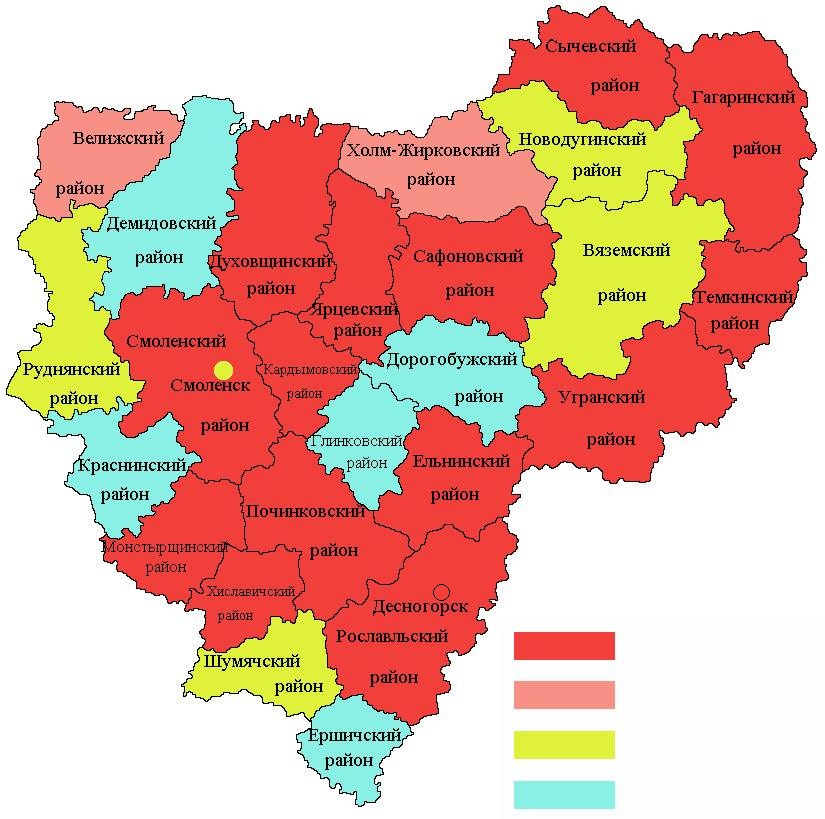 Сычевский
район
Гагаринский
район
Велижский
район
Холм-Жирковский
район
Новодугинский
район
Демидовский
район
Духовщинский
район
Сафоновский
район
Вяземский
район
Темкинский
район
Ярцевский
район
Смоленский
Смоленск
район
Руднянский
район
Кардымовский
район
Дорогобужский
район
Угранский
район
Глинковский
район
Ельнинский
район
Краснинский
район
Починковский
район
Монстырщинский
район
Хиславичский
район
Десногорск
Рославльский
район
Шумячский
район
Ершичский
район